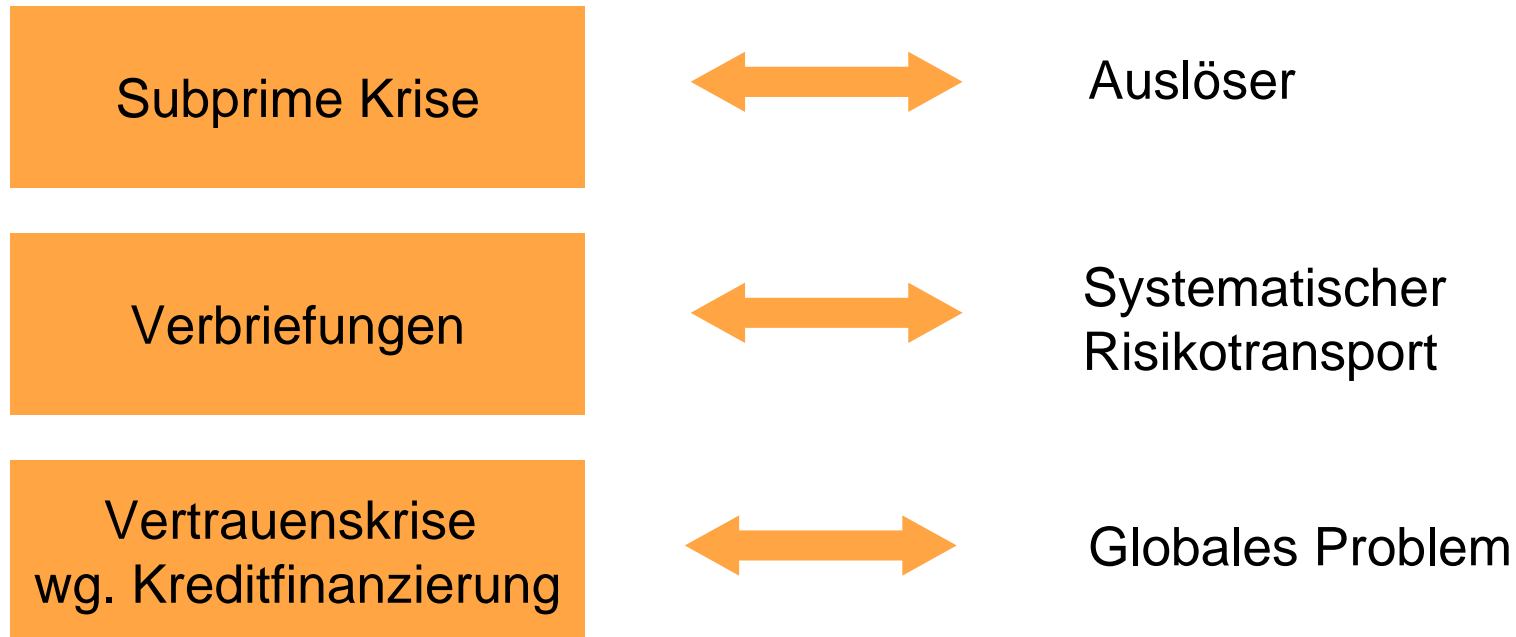 Subprime Krise
Auslöser
Verbriefungen
Systematischer
Risikotransport
Vertrauenskrise
wg. Kreditfinanzierung
Globales Problem